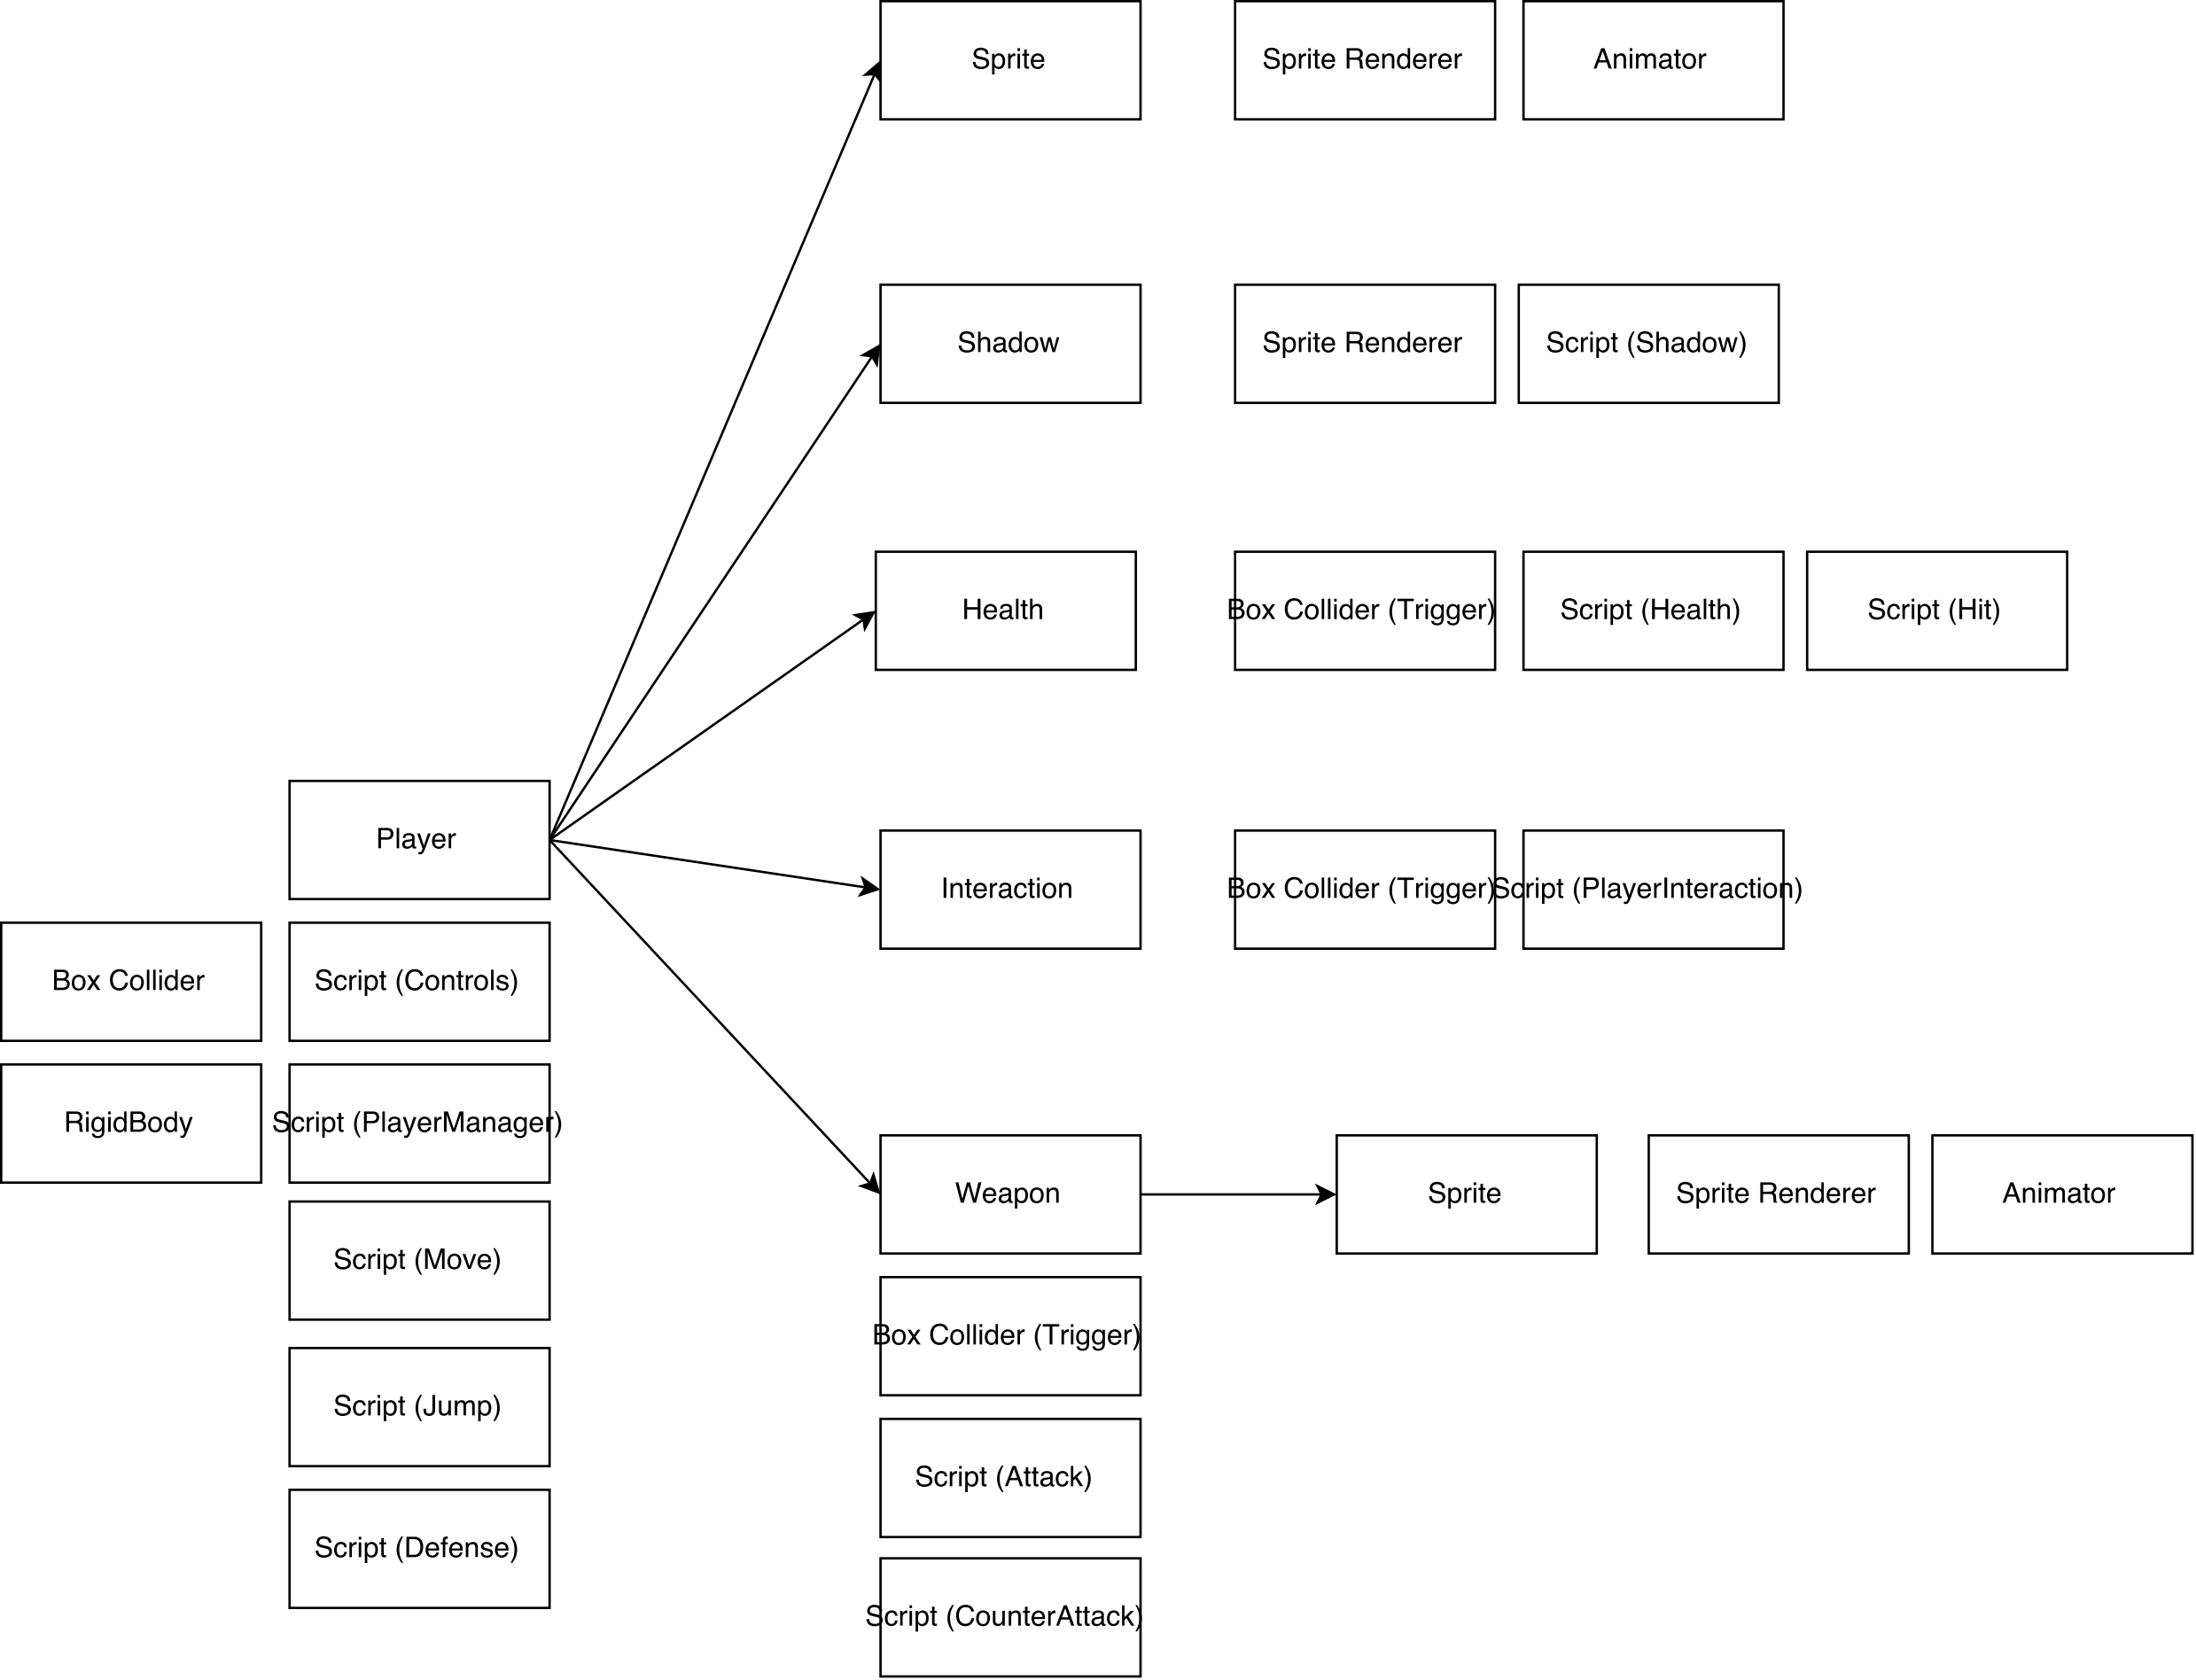 Sprite
Sprite Renderer
Animator
Shadow
Sprite Renderer
Script (Shadow)
Health
Box Collider (Trigger)
Script (Health)
Script (Hit)
Player
Interaction
Box Collider (Trigger)
Script (PlayerInteraction)
Box Collider
Script (Controls)
RigidBody
Script (PlayerManager)
Weapon
Sprite
Sprite Renderer
Animator
Script (Move)
Box Collider (Trigger)
Script (Jump)
Script (Attack)
Script (Defense)
Script (CounterAttack)